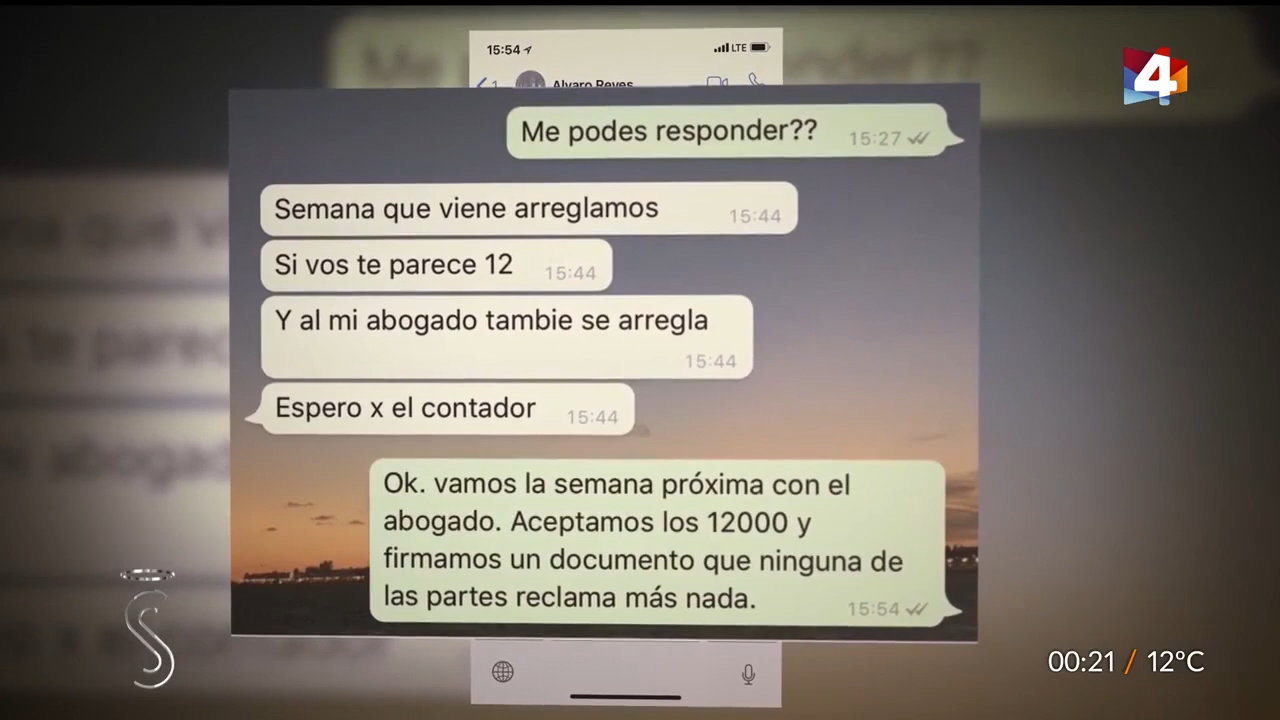 15:54
LTE
4
1
Alvaro Reyes
Me podes responder??
15:27
Semana que viene arreglamos
15:44
Si vos te parece 12
15:44
Y al mi abogado tambie se arregla
15:44
Espero x el contador
15:44
Ok. vamos la semana próxima con el
abogado. Aceptamos los 12000 y
firmamos un documento que ninguna de
las partes reclama más nada.
15:54
S
00:21 / 12°C